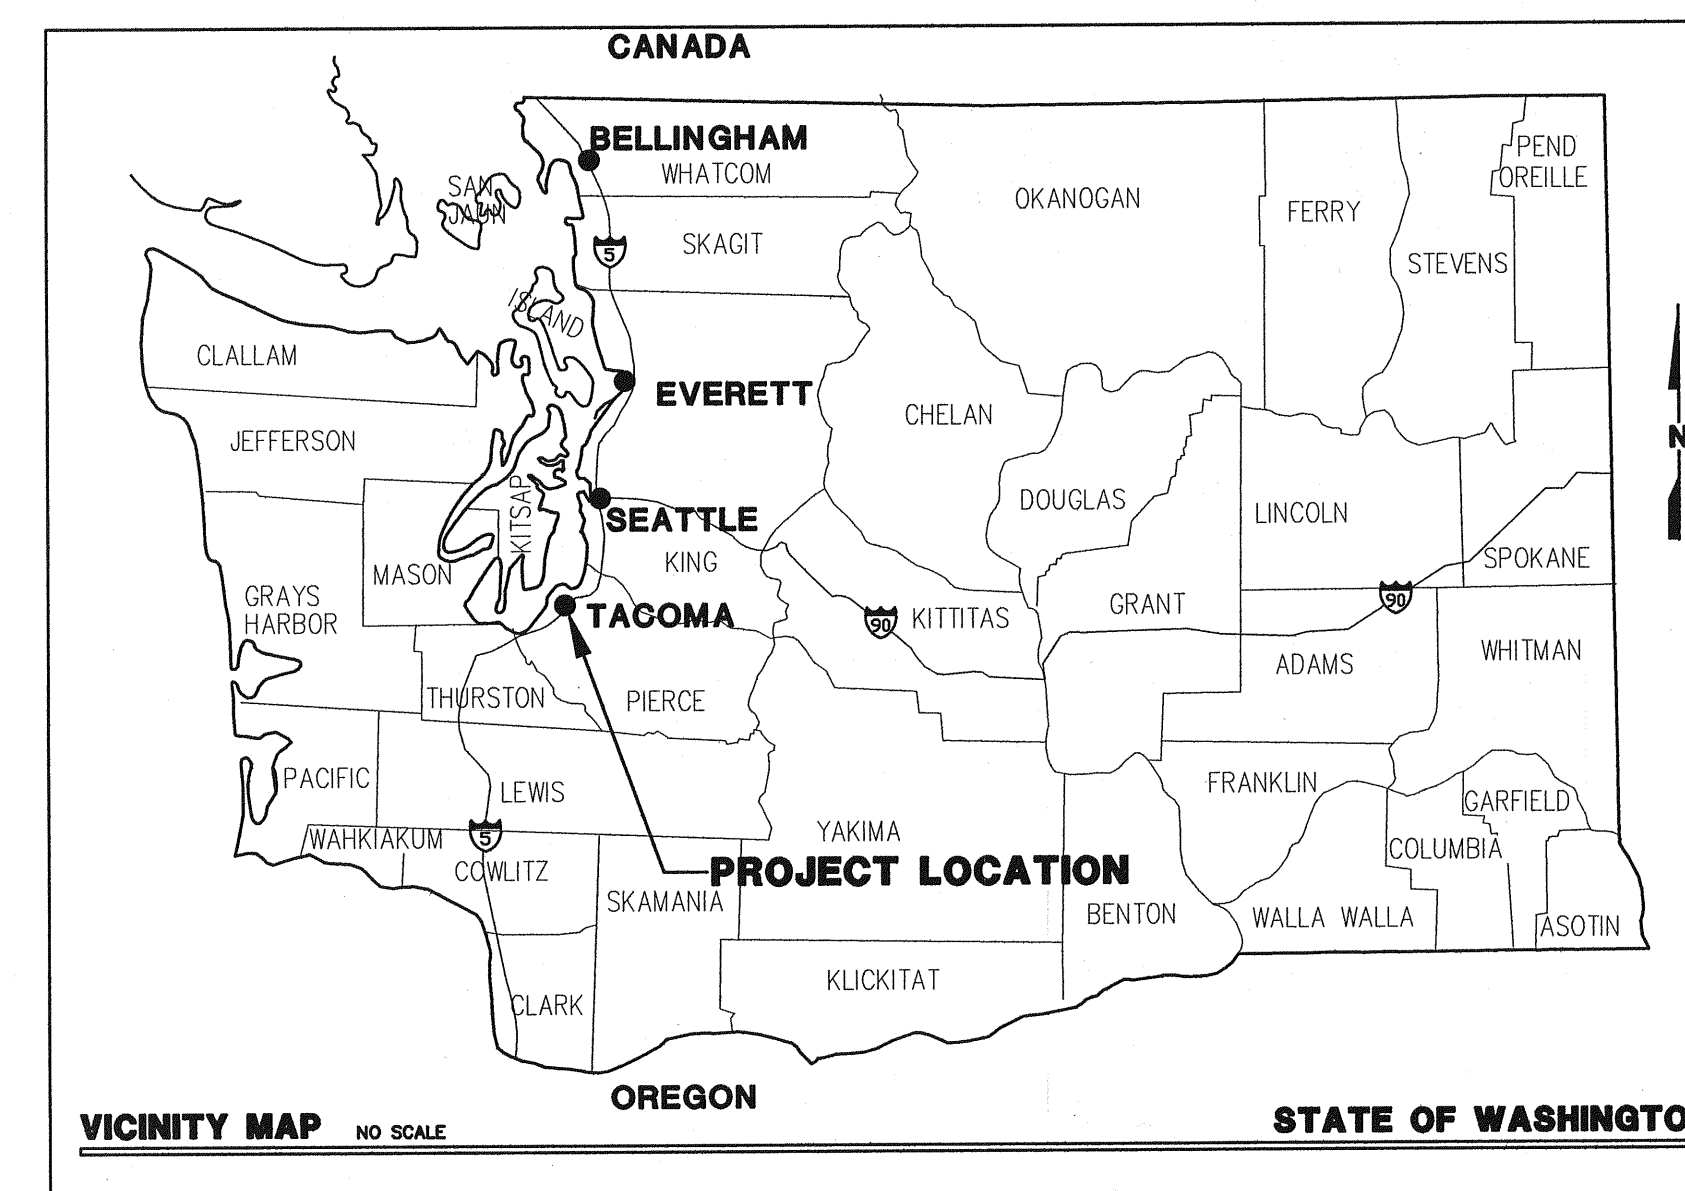 CANADA
BELLINGHAM
WHATCOM
SAN
JAUN
OKANOGAN
FERRY
PEND
OREILLE
SKAGIT
5
STEVENS
ISLAND
CLALLAM
EVERETT
CHELAN
JEFFERSON
N
DOUGLAS
LINCOLN
KITSAP
SEATTLE
KING
SPOKANE
MASON
GRAYS
HARBOR
TACOMA
90
KITTITAS
GRANT
90
ADAMS
WHITMAN
THURSTON
PIERCE
PACIFIC
LEWIS
FRANKLIN
GARFIELD
WAHKIAKUM
5
YAKIMA
COLUMBIA
COWLITZ
PROJECT LOCATION
SKAMANIA
BENTON
WALLA WALLA
ASOTIN
KLICKITAT
CLARK
OREGON
VICINITY MAP NO SCALE
STATE OF WASHINGTO